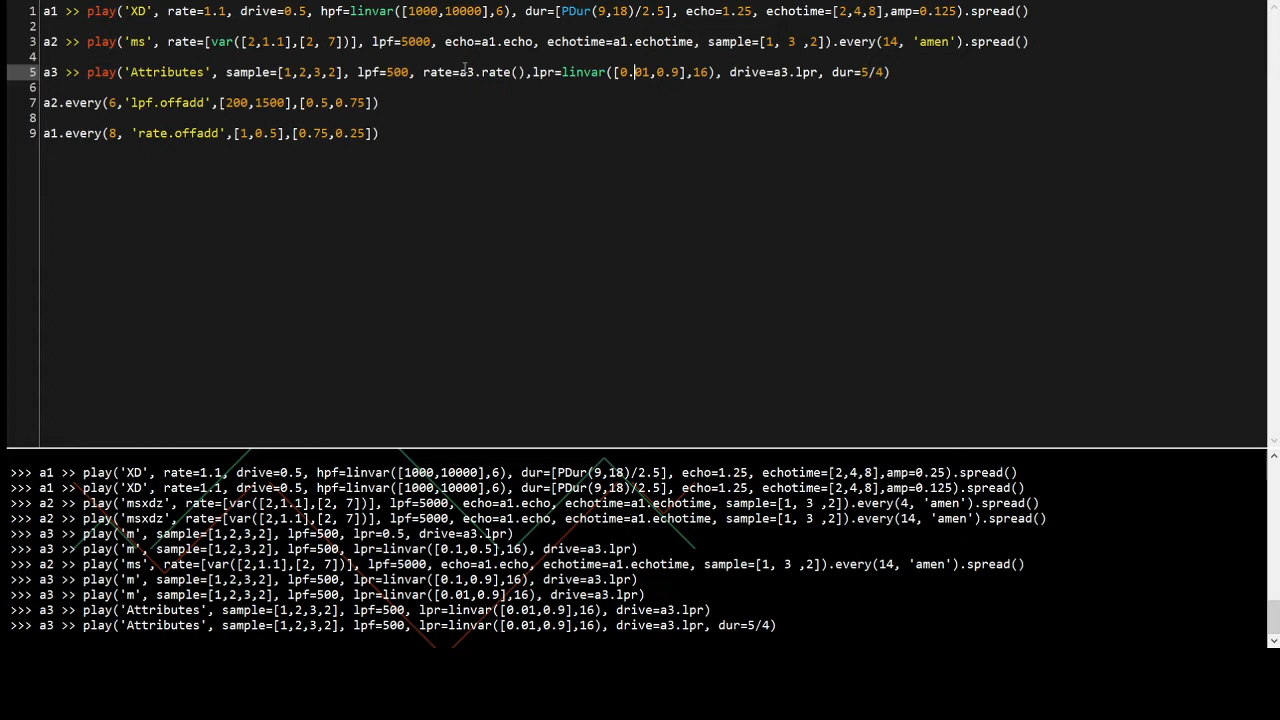 1 a1 >> play('XD', rate=1.1, drive=0.5, hpf=linvar([1000,10000],6), dur=[PDur(9,18)/2.5], echo=1.25, echotime=[2,4,8],amp=0.125).spread()
2
3 a2 >> play('ms', rate=[var([2,1.1],[2, 7])], lpf=5000, echo=a1.echo, echotime=a1.echotime, sample=[1, 3 ,2]).every(14, 'amen').spread()
4
5 a3 >> play('Attributes', sample=[1,2,3,2], lpf=500, rate=a3.rate(),lpr=linvar([0.01,0.9],16), drive=a3.lpr, dur=5/4)
6
7 a2.every(6,'lpf.offadd',[200,1500],[0.5,0.75])
8
9 a1.every(8, 'rate.offadd',[1,0.5],[0.75,0.25])
>>> a1 >> play('XD', rate=1.1, drive=0.5, hpf=linvar([1000,10000],6), dur=[PDur(9,18)/2.5], echo=1.25, echotime=[2,4,8],amp=0.25).spread()
>>> a1 >> play('XD', rate=1.1, drive=0.5, hpf=linvar([1000,10000],6), dur=[PDur(9,18)/2.5], echo=1.25, echotime=[2,4,8],amp=0.125).spread()
>>> a2 >> play('msxdz', rate=[var([2,1.1],[2, 7])], lpf=5000, echo=a1.echo, echotime=a1.echotime, sample=[1, 3 ,2]).every(4, 'amen').spread()
>>> a2 >> play('msxdz', rate=[var([2,1.1],[2, 7])], lpf=5000, echo=a1.echo, echotime=a1.echotime, sample=[1, 3 ,2]).every(14, 'amen').spread()
>>> a3 >> play('m', sample=[1,2,3,2], lpf=500, lpr=0.5, drive=a3.lpr)
>>> a3 >> play('m', sample=[1,2,3,2], lpf=500, lpr=linvar([0.1,0.5],16), drive=a3.lpr)
>>> a2 >> play('ms', rate=[var([2,1.1],[2, 7])], lpf=5000, echo=a1.echo, echotime=a1.echotime, sample=[1, 3 ,2]).every(14, 'amen').spread()
>>> a3 >> play('m', sample=[1,2,3,2], lpf=500, lpr=linvar([0.1,0.9],16), drive=a3.lpr)
>>> a3 >> play('m', sample=[1,2,3,2], lpf=500, lpr=linvar([0.01,0.9],16), drive=a3.lpr)
>>> a3 >> play('Attributes', sample=[1,2,3,2], lpf=500, lpr=linvar([0.01,0.9],16), drive=a3.lpr)
>>> a3 >> play('Attributes', sample=[1,2,3,2], lpf=500, lpr=linvar([0.01,0.9],16), drive=a3.lpr, dur=5/4)